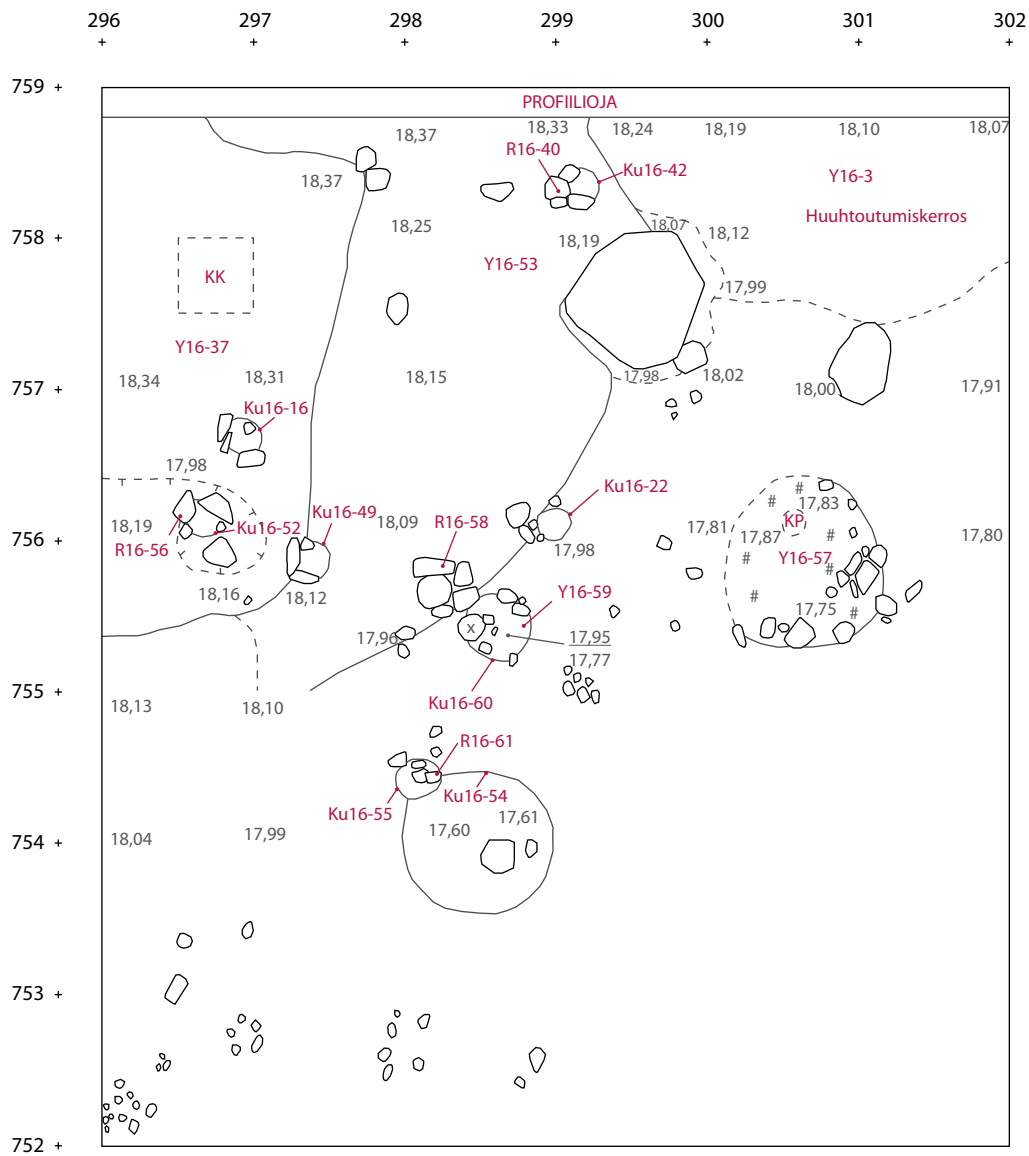 296 297 298 299 300 301 302
759
PROFIILIOJA
18,37 18,33 18,24 18,19 18,10 18,07
R16-40
Ku16-42
Y16-3
18,37
Huuhtoutumiskerros
758
18,25
18,07
18,12
18,19
Y16-53
KK
17,99
Y16-37
757
18,34 18,31 18,15 17,98 18,02 18,00 17,91
Ku16-16
17,98
Ku16-22
# #
17,83
756
18,19
Ku16-52
Ku16-49
18,09
R16-58
17,81
KP
17,87
#
17,80
R16-56
17,98
# Y16-57
#
18,16
18,12
Y16-59
#
17,75
#
17,96
x
17,95
17,77
755
Ku16-60
18,13
18,10
R16-61
Ku16-54
Ku16-55
754
18,04
17,99
17,60
17,61
753
752